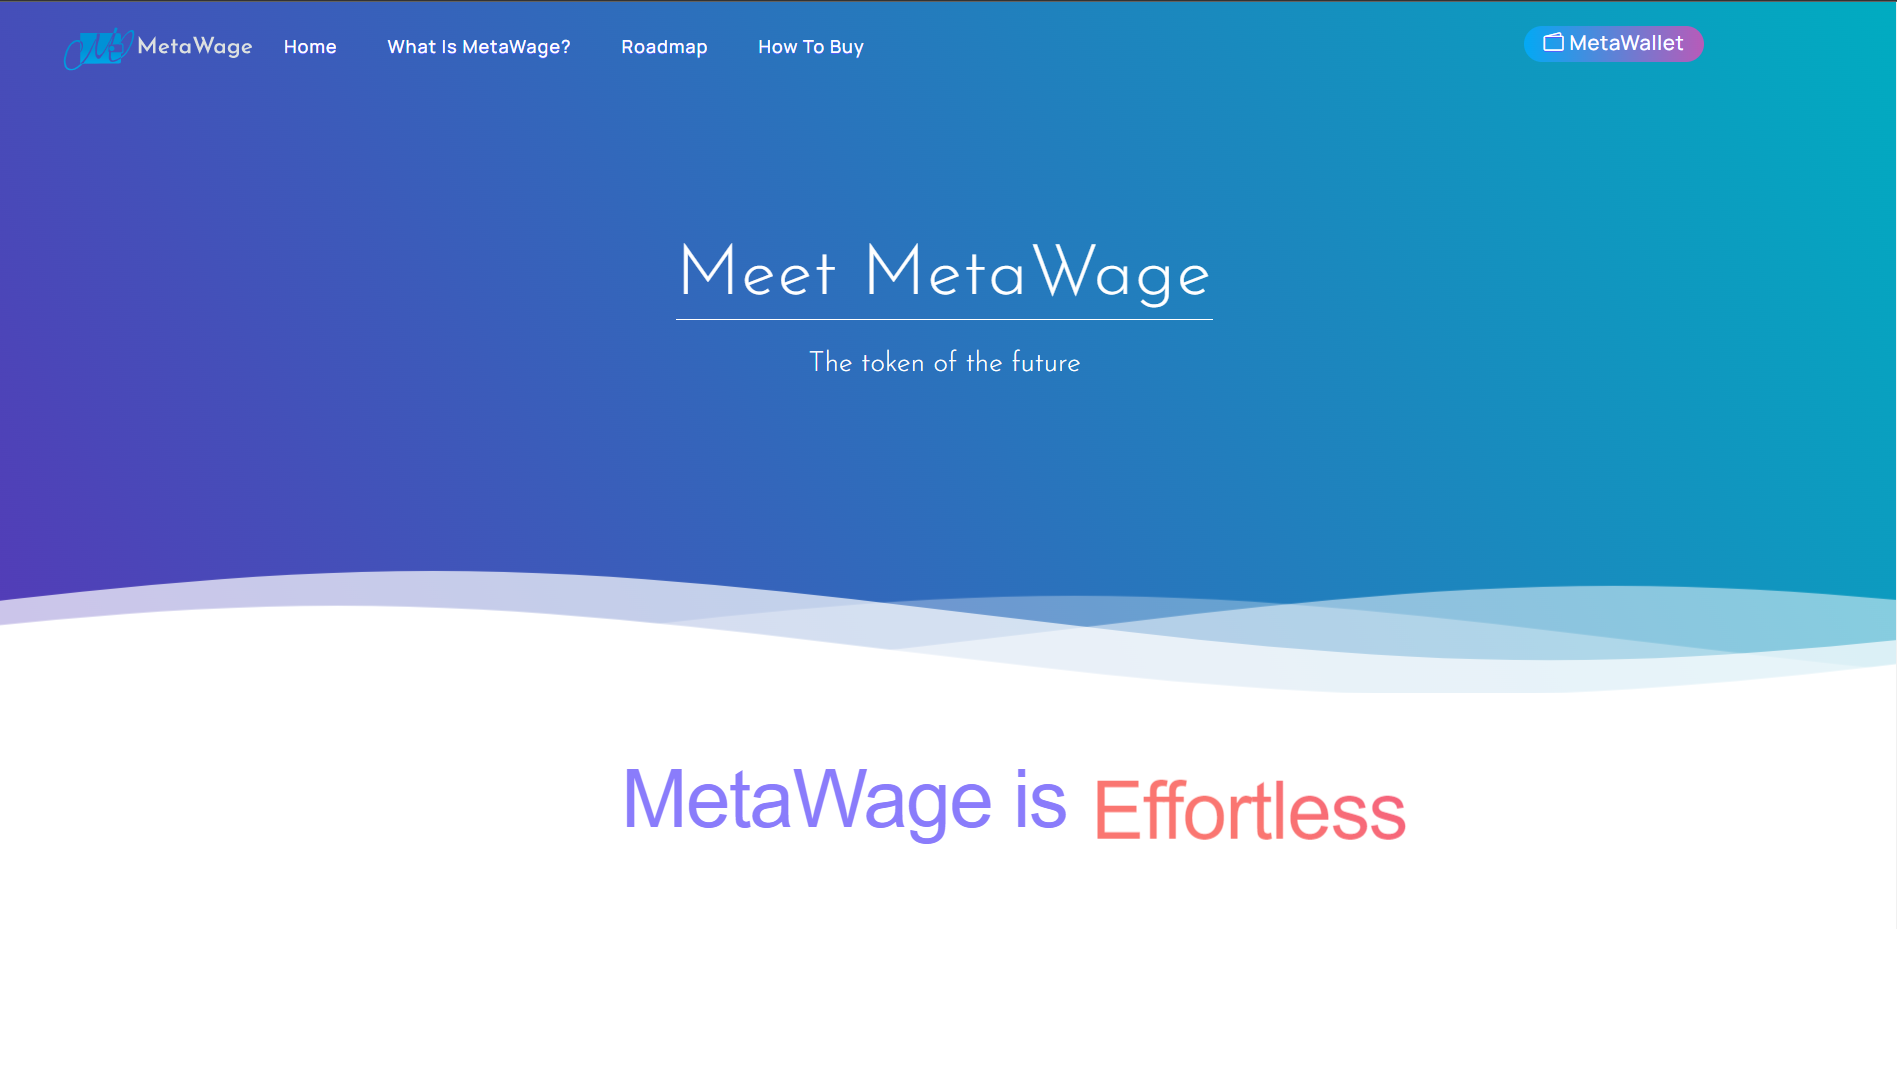 MetaWage
Home
What Is MetaWage?
Roadmap
How To Buy
MetaWallet
Meet MetaWage
The token of the future
MetaWage is Effortless